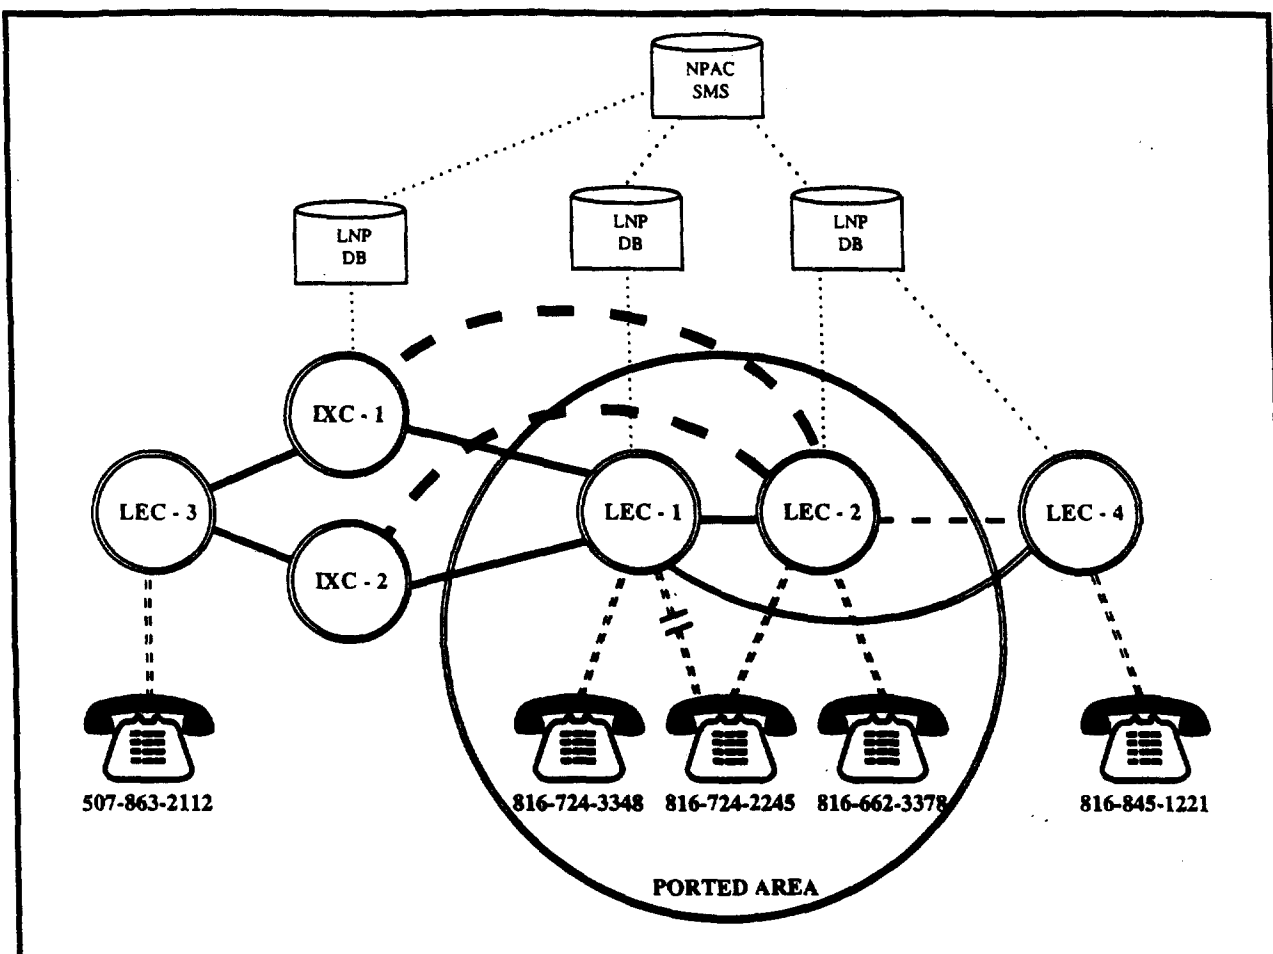 NPAC
SMS
LNP
DB
LNP
DB
LNP
DB
IXC - 1
LEC - 3
LEC - 1
LEC - 2
LEC - 4
IXC - 2
507-863-2112
816-724-3348
816-724-2245
816-662-3378
816-845-1221
PORTED AREA